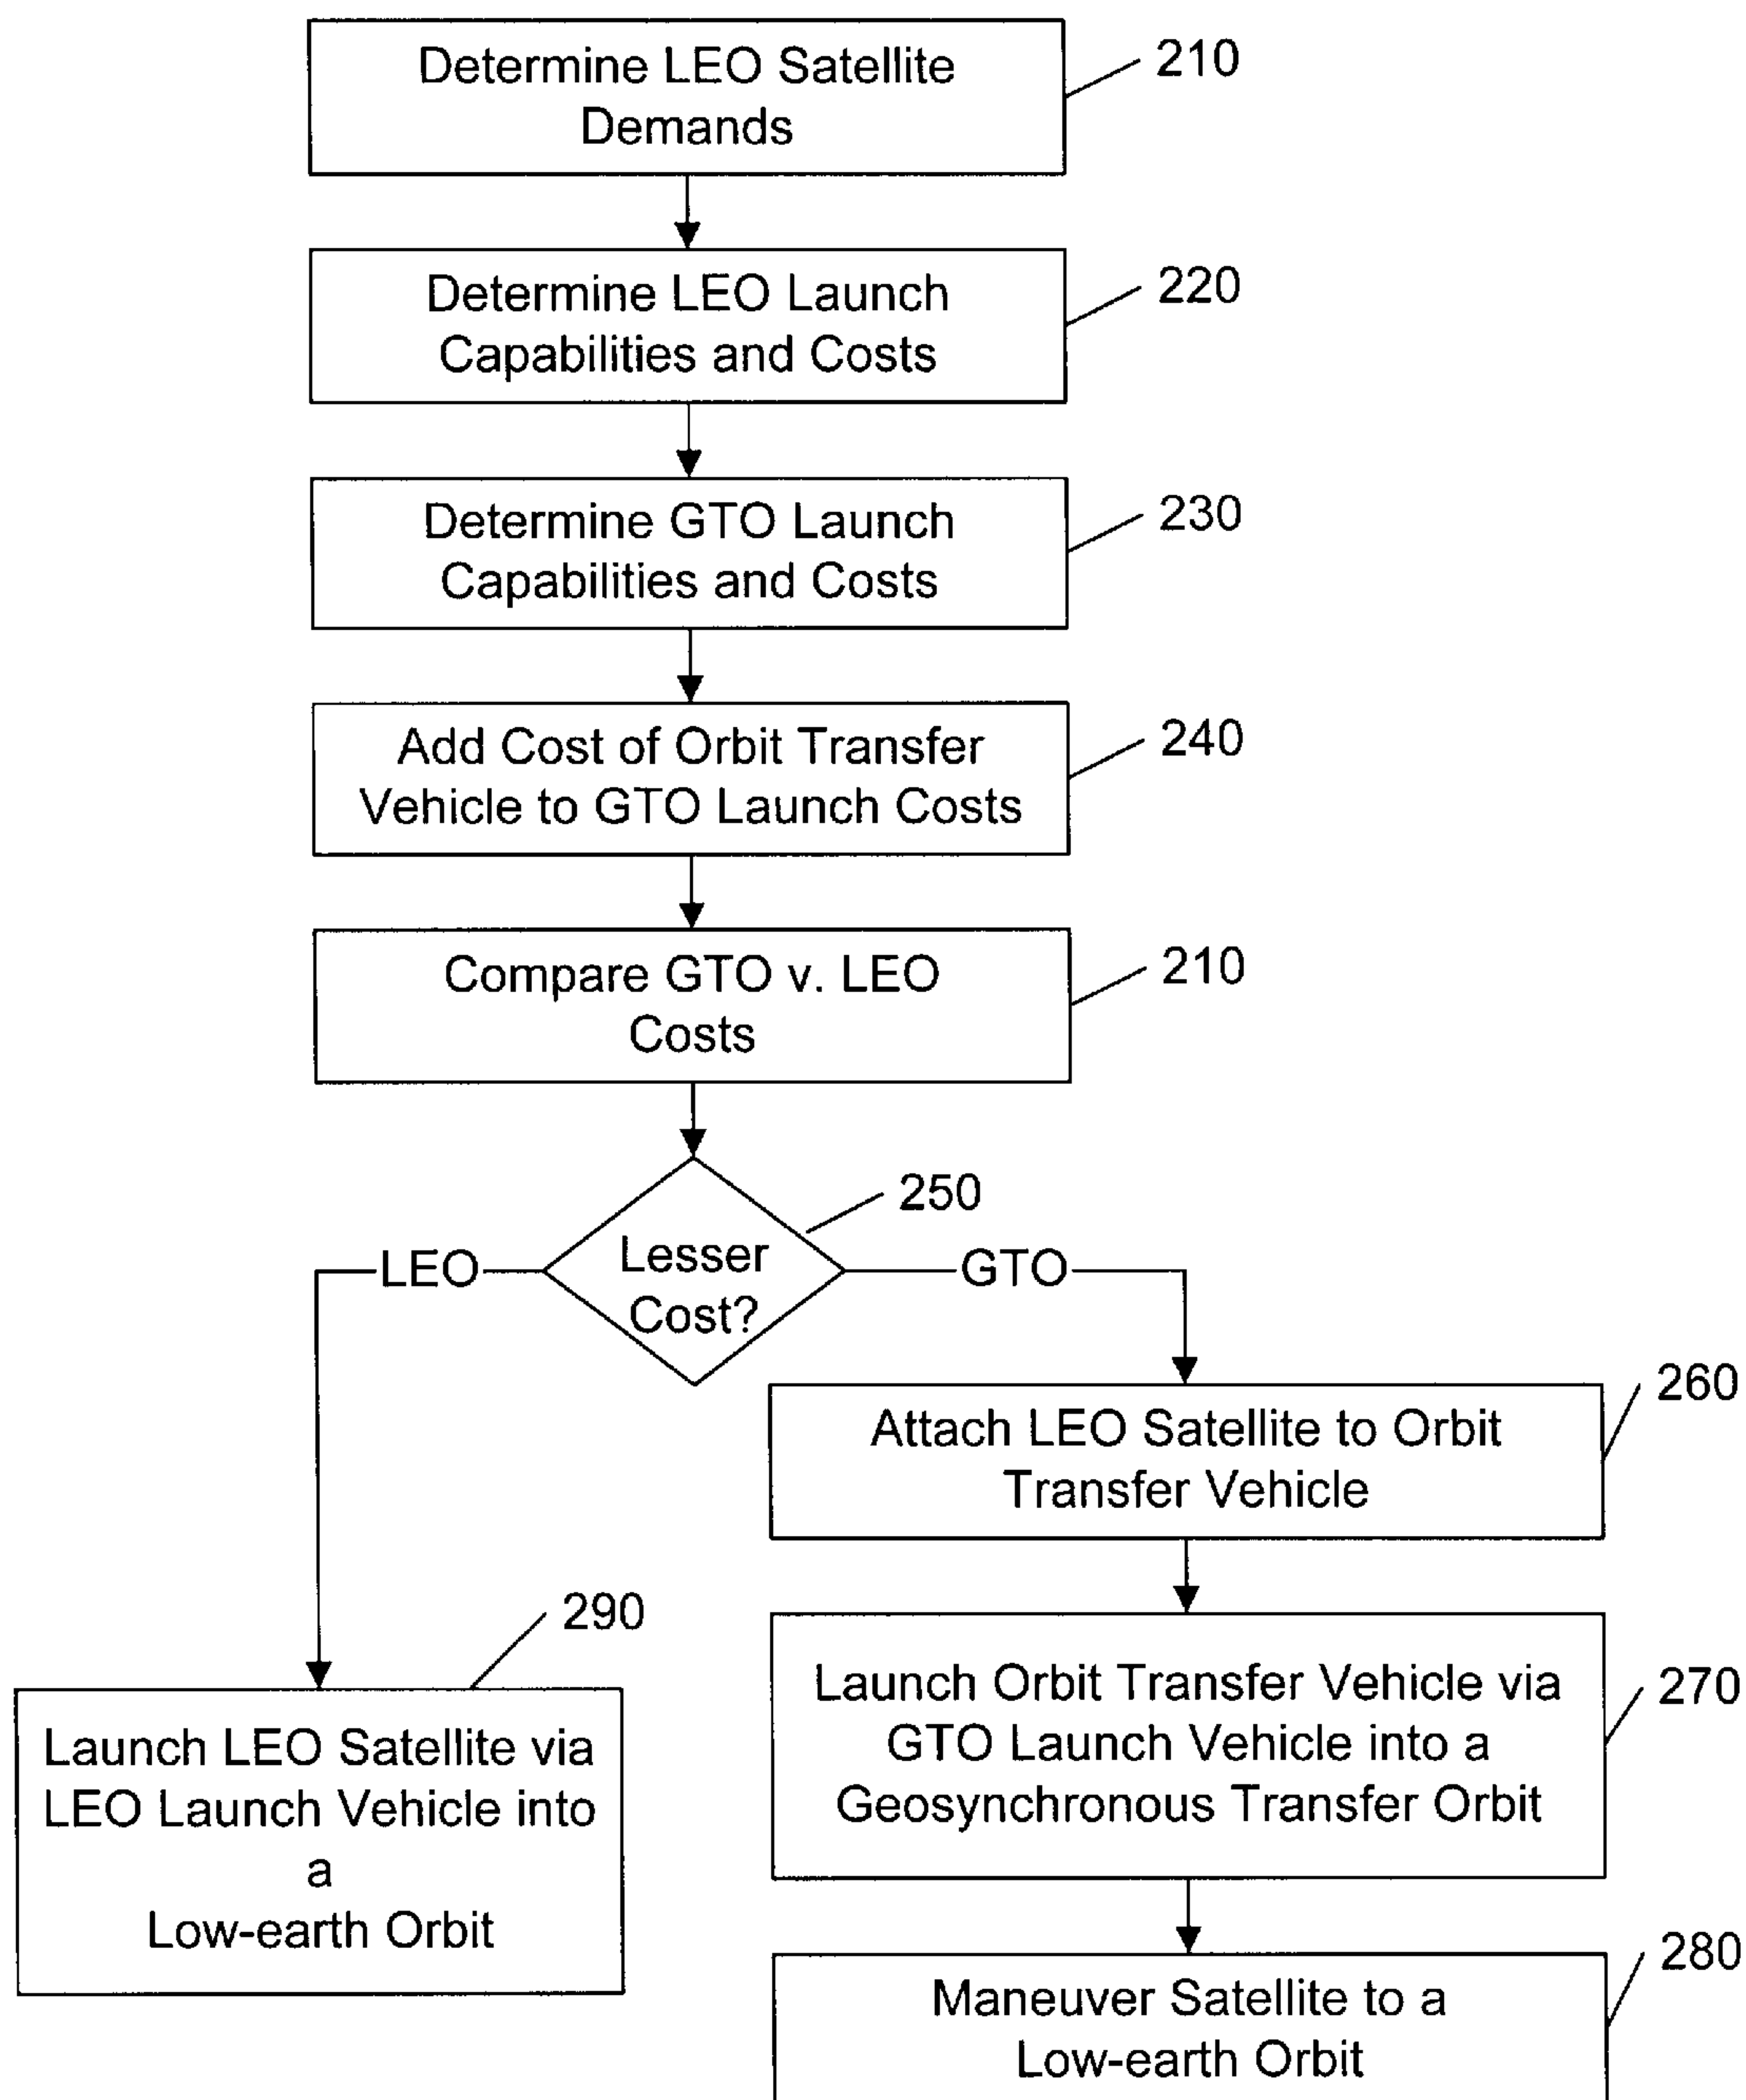 Determine LEO Satellite
Demands
210
Determine LEO Launch
Capabilities and Costs
220
Determine GTO Launch
Capabilities and Costs
230
Add Cost of Orbit Transfer
Vehicle to GTO Launch Costs
240
Compare GTO v. LEO
Costs
210
250
Lesser
Cost?
LEO
GTO
260
Attach LEO Satellite to Orbit
Transfer Vehicle
290
Launch LEO Satellite via
LEO Launch Vehicle into
a
Low-earth Orbit
270
Launch Orbit Transfer Vehicle via
GTO Launch Vehicle into a
Geosynchronous Transfer Orbit
280
Maneuver Satellite to a
Low-earth Orbit